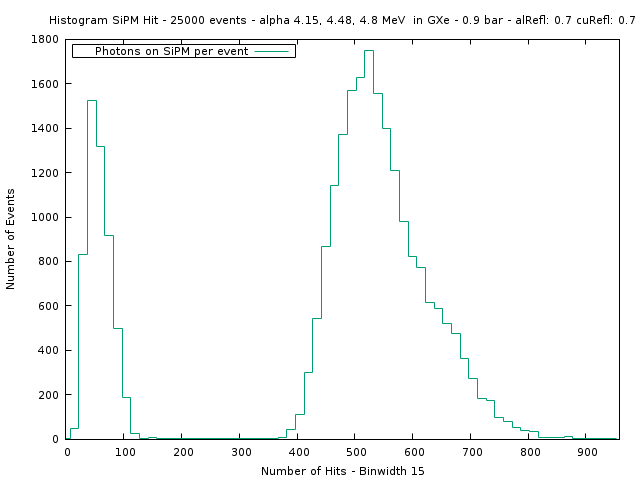 Histogram SiPM Hit - 25000 events - alpha 4.15, 4.48, 4.8 MeV  in GXe - 0.9 bar - alRefl: 0.7 cuRefl: 0.7
Photons on SiPM per event
1800
1600
1400
1200
1000
800
600
400
200
0
Number of Events
0 100 200 300 400 500 600 700 800 900
Number of Hits - Binwidth 15